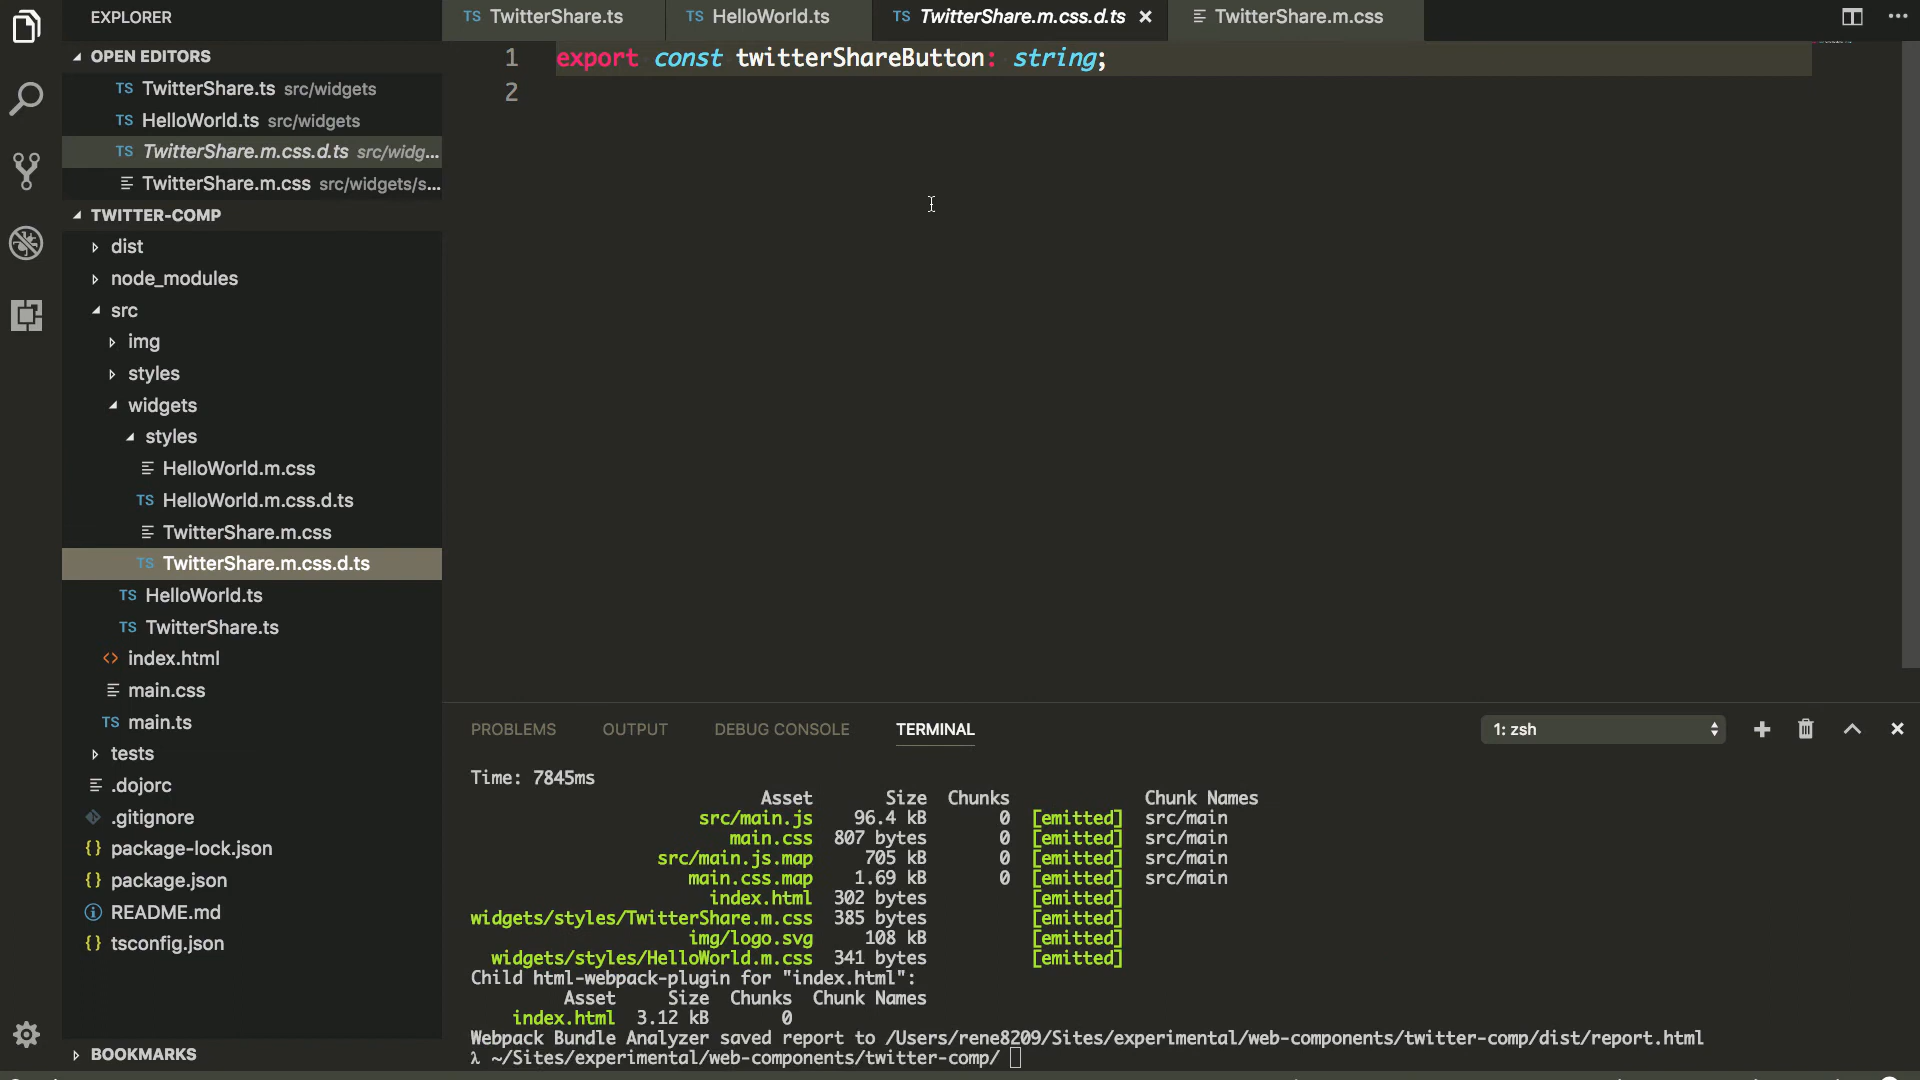 EXPLORER
OPEN EDITORS
TS TwitterShare.ts src/widgets
TS HelloWorld.ts src/widgets
TS TwitterShare.m.css.d.ts src/widg...
TwitterShare.m.css src/widgets/s...
TWITTER-COMP
dist
node_modules
src
img
styles
widgets
styles
HelloWorld.m.css
TS HelloWorld.m.css.d.ts
TwitterShare.m.css
TS TwitterShare.m.css.d.ts
TS HelloWorld.ts
TS TwitterShare.ts
<> index.html
main.css
TS main.ts
tests
.dojorc
.gitignore
{} package-lock.json
{} package.json
README.md
{} tsconfig.json
BOOKMARKS
TS TwitterShare.ts TS HelloWorld.ts TS TwitterShare.m.css.d.ts × TwitterShare.m.css
1 export const twitterShareButton: string;
2
PROBLEMS OUTPUT DEBUG CONSOLE TERMINAL 1: zsh
Time: 7845ms
Asset Size Chunks Chunk Names
src/main.js 96.4 kB 0 [emitted] src/main
main.css 807 bytes 0 [emitted] src/main
src/main.js.map 705 kB 0 [emitted] src/main
main.css.map 1.69 kB 0 [emitted] src/main
index.html 302 bytes [emitted]
widgets/styles/TwitterShare.m.css 385 bytes [emitted]
img/logo.svg 108 kB [emitted]
widgets/styles/HelloWorld.m.css 341 bytes [emitted]
Child html-webpack-plugin for "index.html":
Asset Size Chunks Chunk Names
index.html 3.12 kB 0
Webpack Bundle Analyzer saved report to /Users/rene8209/Sites/experimental/web-components/twitter-comp/dist/report.html
λ ~/Sites/experimental/web-components/twitter-comp/